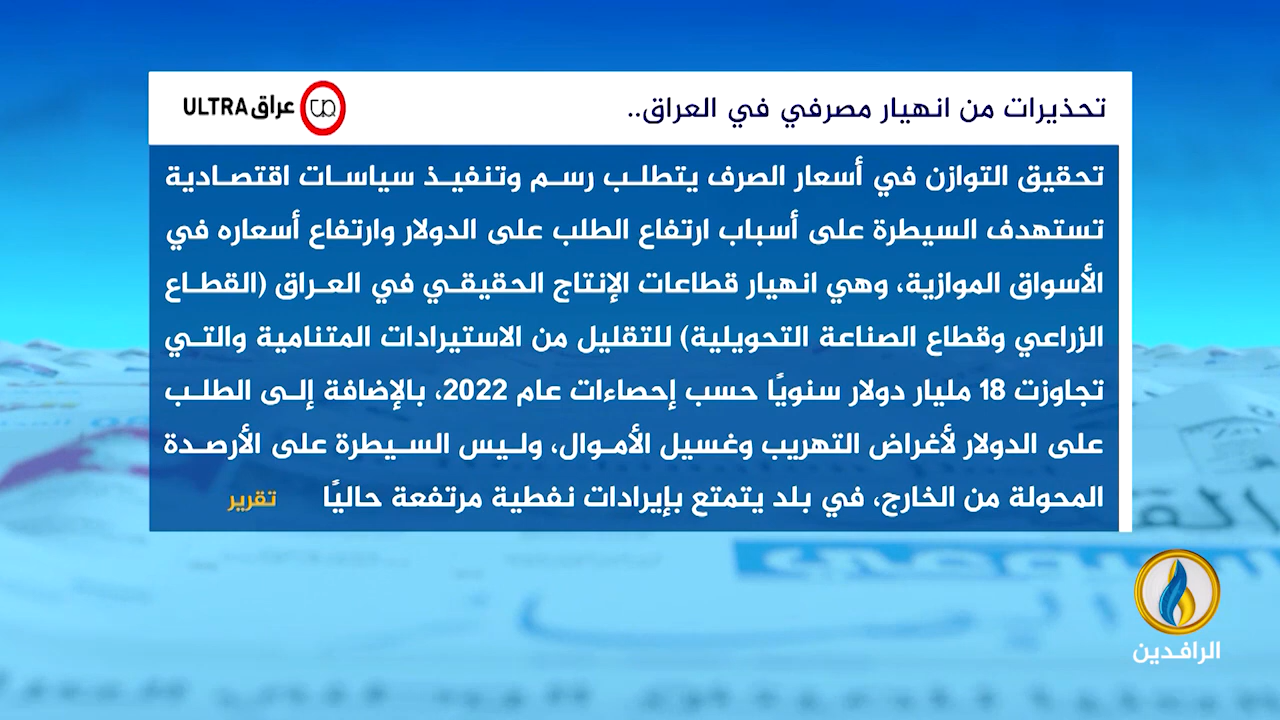 تحذيرات من انهيار مصرفي في العراق..
عراق ULTRA
تحقيق التوازن في أسعار الصرف يتطلب رسم وتنفيذ سياسات اقتصادية
تستهدف السيطرة على أسباب ارتفاع الطلب على الدولار وارتفاع أسعاره في
الأسواق الموازية، وهي انهيار قطاعات الإنتاج الحقيقي في العراق (القطاع
الزراعي وقطاع الصناعة التحويلية) للتقليل من الاستيرادات المتنامية والتي
تجاوزت 18 مليار دولار سنويًا حسب إحصاءات عام 2022، بالإضافة إلى الطلب
على الدولار لأغراض التهريب وغسيل الأموال، وليس السيطرة على الأرصدة
المحولة من الخارج، في بلد يتمتع بإيرادات نفطية مرتفعة حاليًا
تقرير
الرافدين